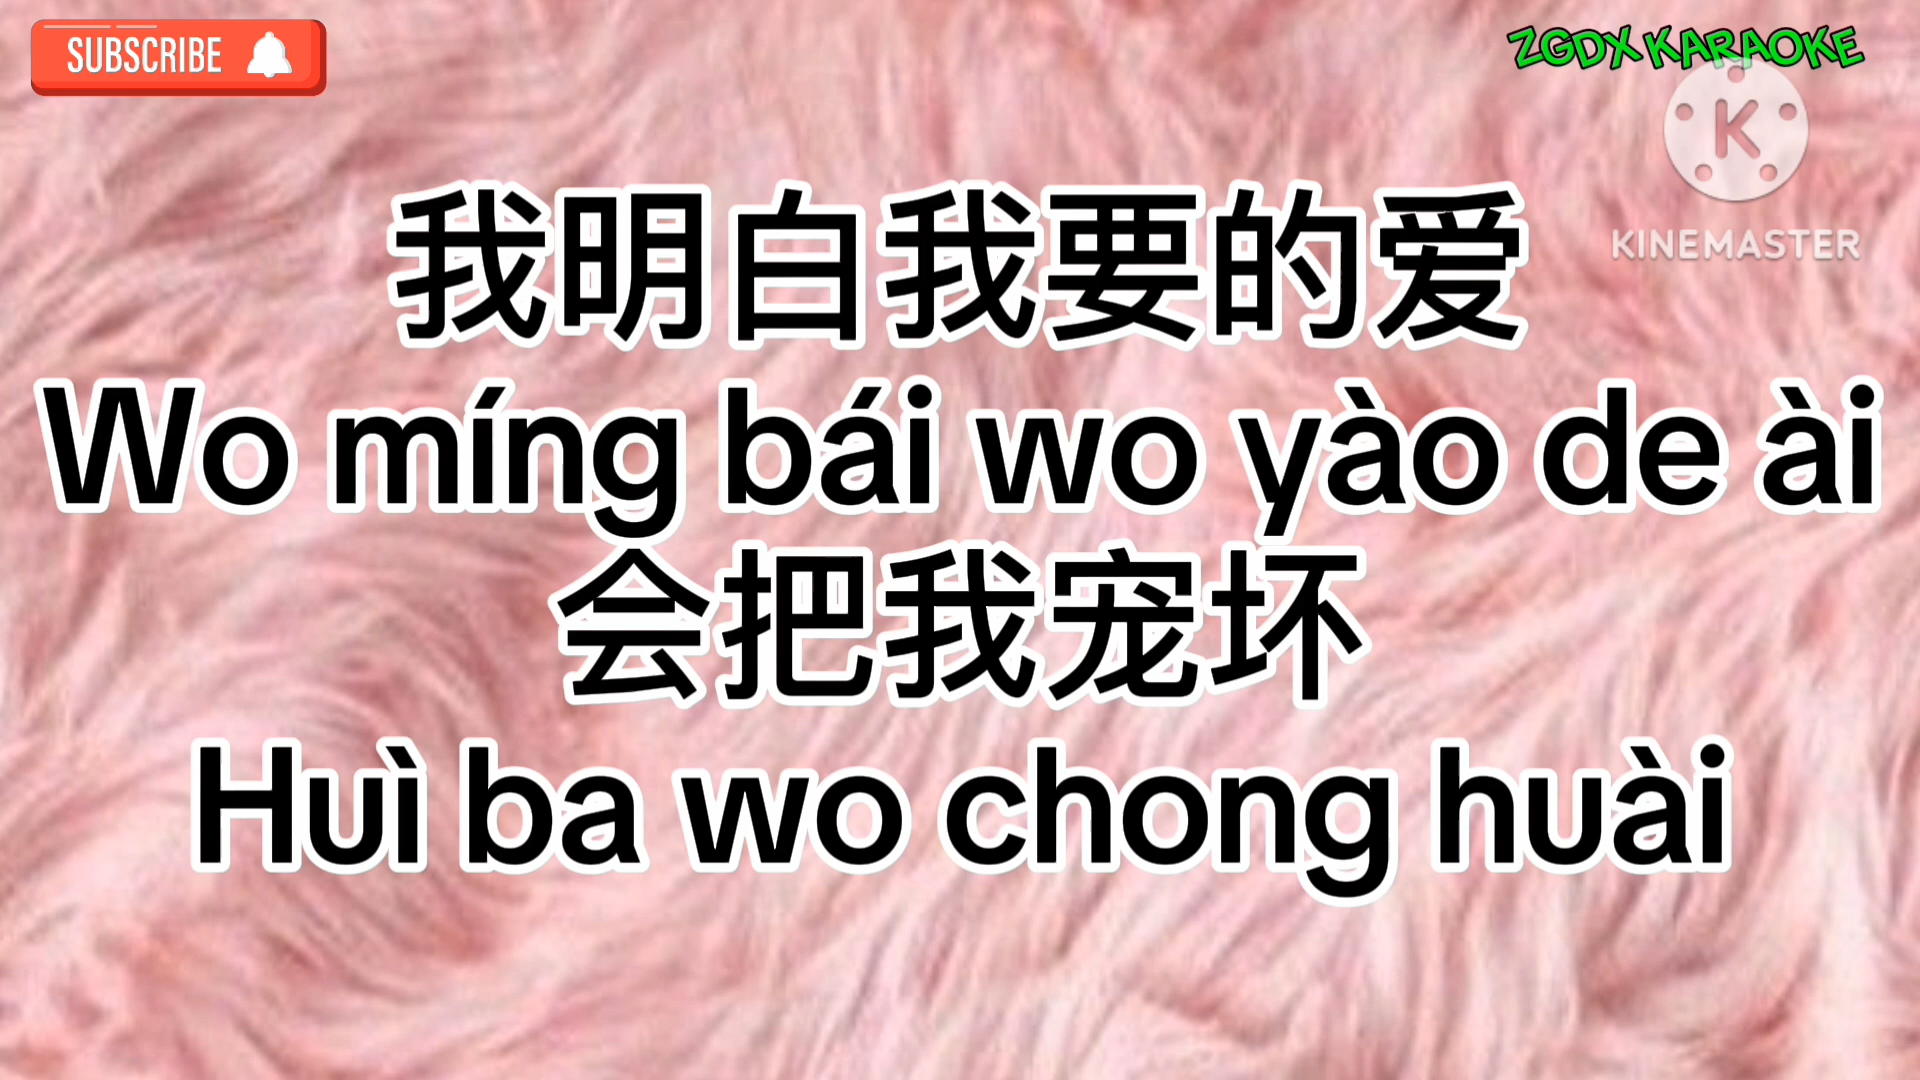 SUBSCRIBE
ZGDX KARAOKE
K
KINEMASTER
我明白我要的爱
Wo míng bái wo yào de ài
会把我宠坏
Huì ba wo chong huài